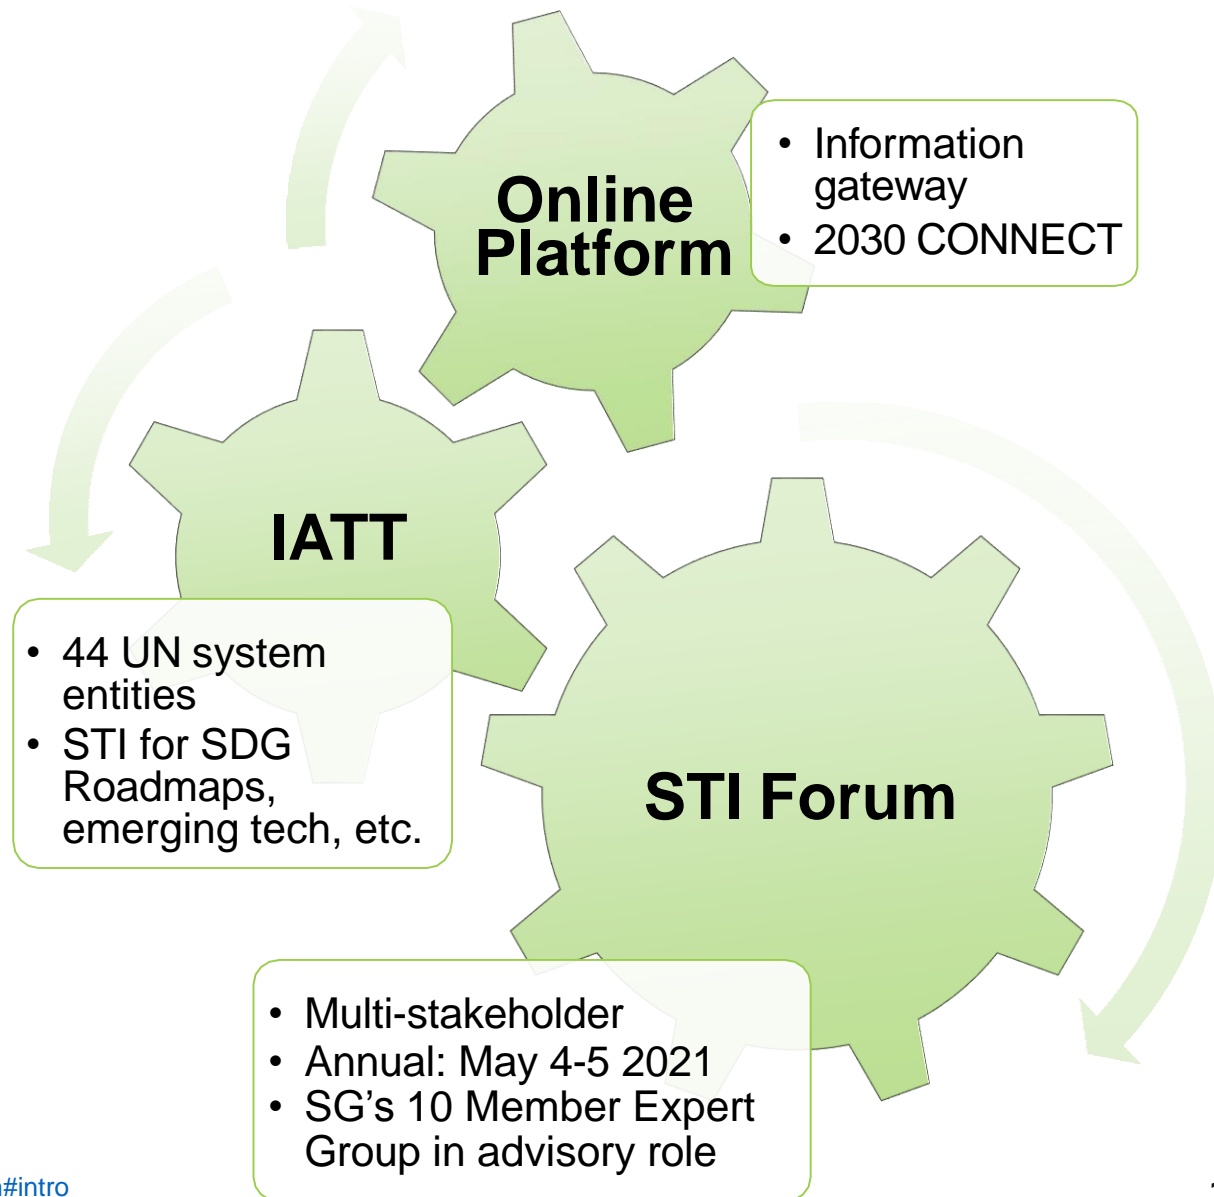 Online
Platform
• Information
gateway
• 2030 CONNECT
IATT
• 44 UN system
entities
• STI for SDG
Roadmaps,
emerging tech, etc.
STI Forum
• Multi-stakeholder
• Annual: May 4-5 2021
• SG's 10 Member Expert
Group in advisory role
#intro